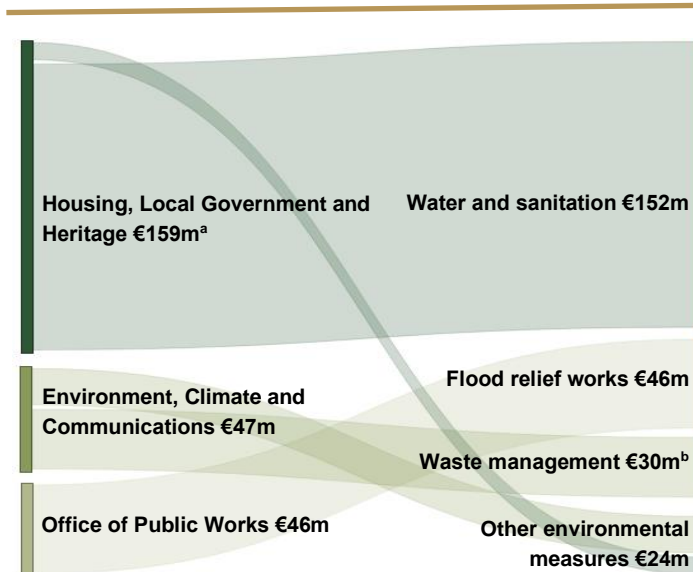 Housing, Local Government and
Heritage €159mᵃ
Water and sanitation €152m
Flood relief works €46m
Environment, Climate and
Communications €47m
Waste management €30mᵇ
Office of Public Works €46m
Other environmental
measures €24m